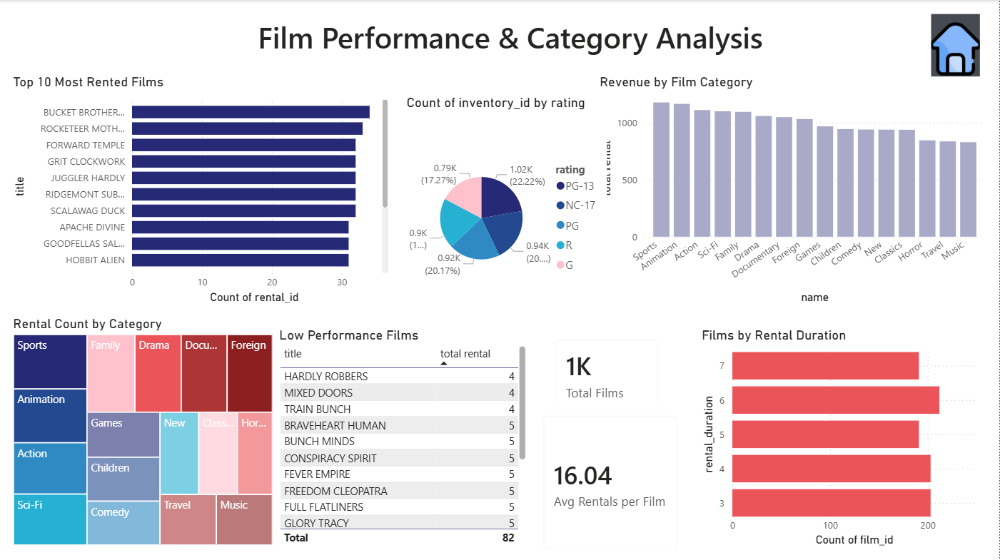 Film Performance & Category Analysis
Top 10 Most Rented Films
title
BUCKET BROTHER...
ROCKETEER MOTH...
FORWARD TEMPLE
GRIT CLOCKWORK
JUGGLER HARDLY
RIDGEMONT SUB...
SCALAWAG DUCK
APACHE DIVINE
GOODFELLAS SAL...
HOBBIT ALIEN
0 10 20 30
Count of rental_id
Count of inventory_id by rating
0.79K
(17.27%)
1.02K
(22.22%)
0.9K
(1...)
0.92K
(20.17%)
0.94K
(20....)
rating
PG-13
NC-17
PG
R
G
Revenue by Film Category
total rental
1000
500
0
Sports
Animation
Action
Sci-Fi
Family
Drama
Documentary
Foreign
Games
Children
Comedy
New
Classics
Horror
Travel
Music
name
Rental Count by Category
Sports
Animation
Action
Sci-Fi
Family
Drama
Docu...
Foreign
Games
Children
Comedy
New
Class...
Hor...
Travel
Music
Low Performance Films
title total rental
HARDLY ROBBERS 4
MIXED DOORS 4
TRAIN BUNCH 4
BRAVEHEART HUMAN 5
BUNCH MINDS 5
CONSPIRACY SPIRIT 5
FEVER EMPIRE 5
FREEDOM CLEOPATRA 5
FULL FLATLINERS 5
GLORY TRACY 5
Total 82
1K
Total Films
16.04
Avg Rentals per Film
Films by Rental Duration
rental_duration
7
6
5
4
3
0 100 200
Count of film_id